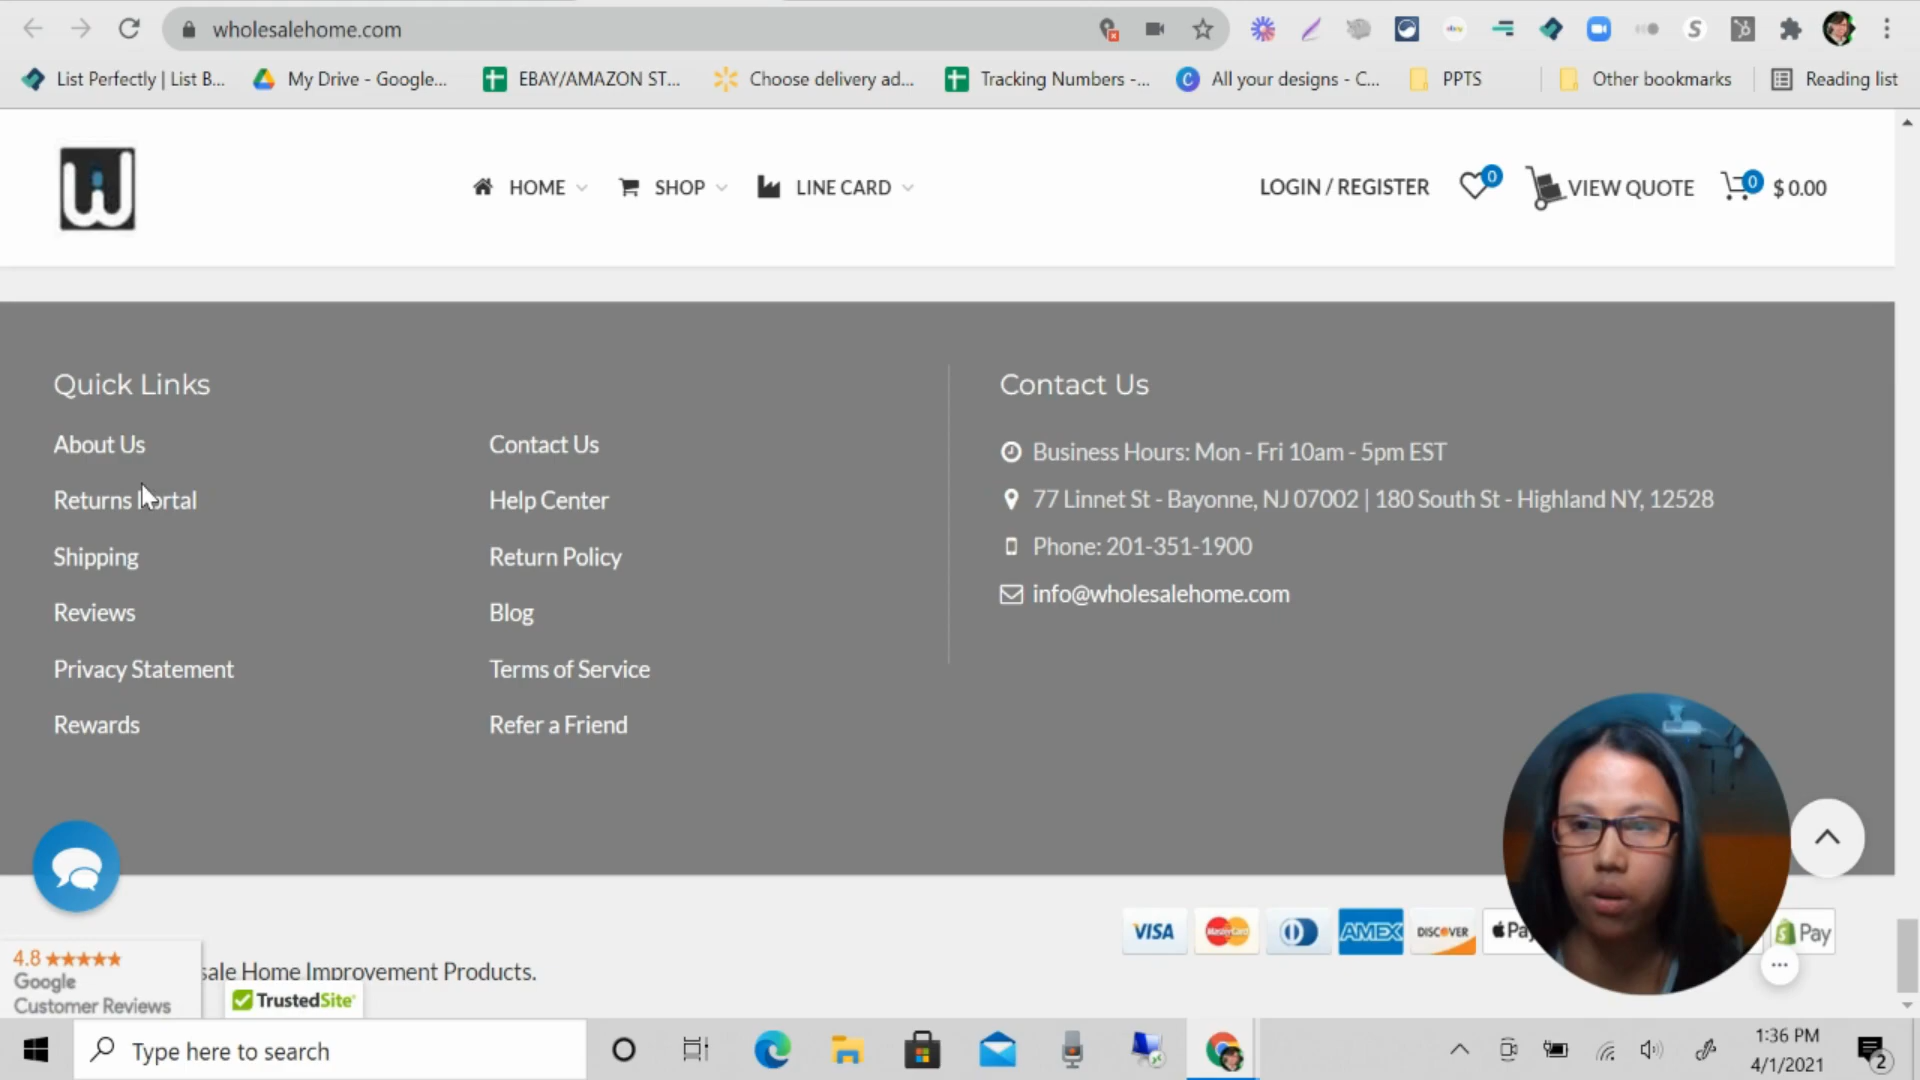 wholesalehome.com
List Perfectly | List B...
My Drive - Google...
EBAY/AMAZON ST...
Choose delivery ad...
Tracking Numbers -...
All your designs - C...
PPTS
Other bookmarks
Reading list
HOME
SHOP
LINE CARD
LOGIN / REGISTER
0
VIEW QUOTE
0
$ 0.00
Quick Links
About Us
Returns Portal
Shipping
Reviews
Privacy Statement
Rewards
Contact Us
Help Center
Return Policy
Blog
Terms of Service
Refer a Friend
Contact Us
Business Hours: Mon - Fri 10am - 5pm EST
77 Linnet St - Bayonne, NJ 07002 | 180 South St - Highland NY, 12528
Phone: 201-351-1900
info@wholesalehome.com
VISA
MasterCard
AMEX
DISCOVER
Pay
Pay
4.8
Google
Customer Reviews
sale Home Improvement Products.
TrustedSite
Type here to search
1:36 PM
4/1/2021
2